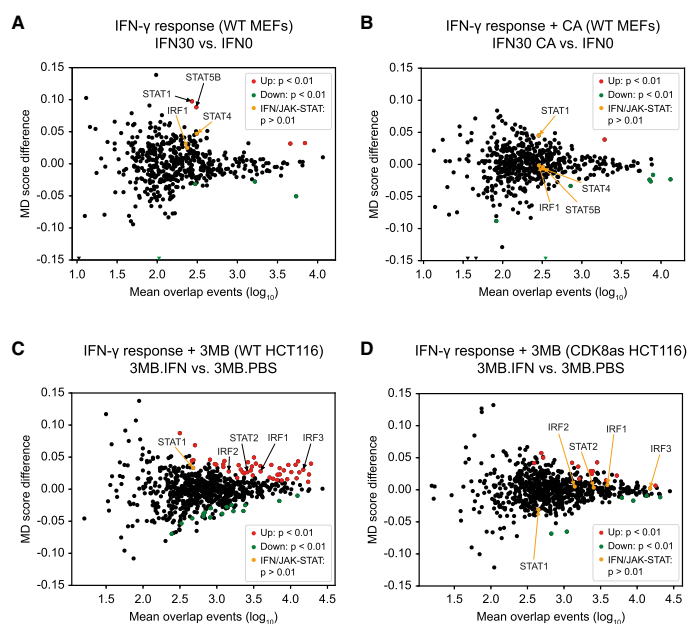 A
IFN-γ response (WT MEFs)
IFN30 vs. IFN0
MD score difference
0.15
0.10
0.05
0.00
-0.05
-0.10
-0.15
1.0
1.5
2.0
2.5
3.0
3.5
4.0
Mean overlap events (log10)
STAT5B
STAT1
IRF1
STAT4
Up: p < 0.01
Down: p < 0.01
IFN/JAK-STAT:
p > 0.01
B
IFN-γ response + CA (WT MEFs)
IFN30 CA vs. IFN0
MD score difference
0.15
0.10
0.05
0.00
-0.05
-0.10
-0.15
1.0
1.5
2.0
2.5
3.0
3.5
4.0
Mean overlap events (log10)
STAT1
STAT4
IRF1
STAT5B
Up: p < 0.01
Down: p < 0.01
IFN/JAK-STAT:
p > 0.01
C
IFN-γ response + 3MB (WT HCT116)
3MB.IFN vs. 3MB.PBS
MD score difference
0.15
0.10
0.05
0.00
-0.05
-0.10
0.15
1.5
2.0
2.5
3.0
3.5
4.0
4.5
Mean overlap events (log10)
STAT1
STAT2
IRF1
IRF3
IRF2
Up: p < 0.01
Down: p < 0.01
IFN/JAK-STAT:
p > 0.01
D
IFN-γ response + 3MB (CDK8as HCT116)
3MB.IFN vs. 3MB.PBS
MD score difference
0.15
0.10
0.05
0.00
-0.05
-0.10
0.15
1.5
2.0
2.5
3.0
3.5
4.0
4.5
Mean overlap events (log10)
IRF2
IRF1
STAT2
IRF3
STAT1
Up: p < 0.01
Down: p < 0.01
IFN/JAK-STAT:
p > 0.01